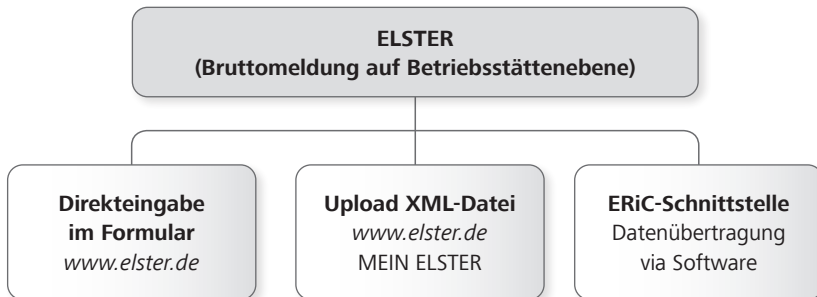 ELSTER
(Bruttomeldung auf Betriebsstättenebene)
Direkteingabe
im Formular
www.elster.de
Upload XML-Datei
www.elster.de
MEIN ELSTER
ERiC-Schnittstelle
Datenübertragung
via Software